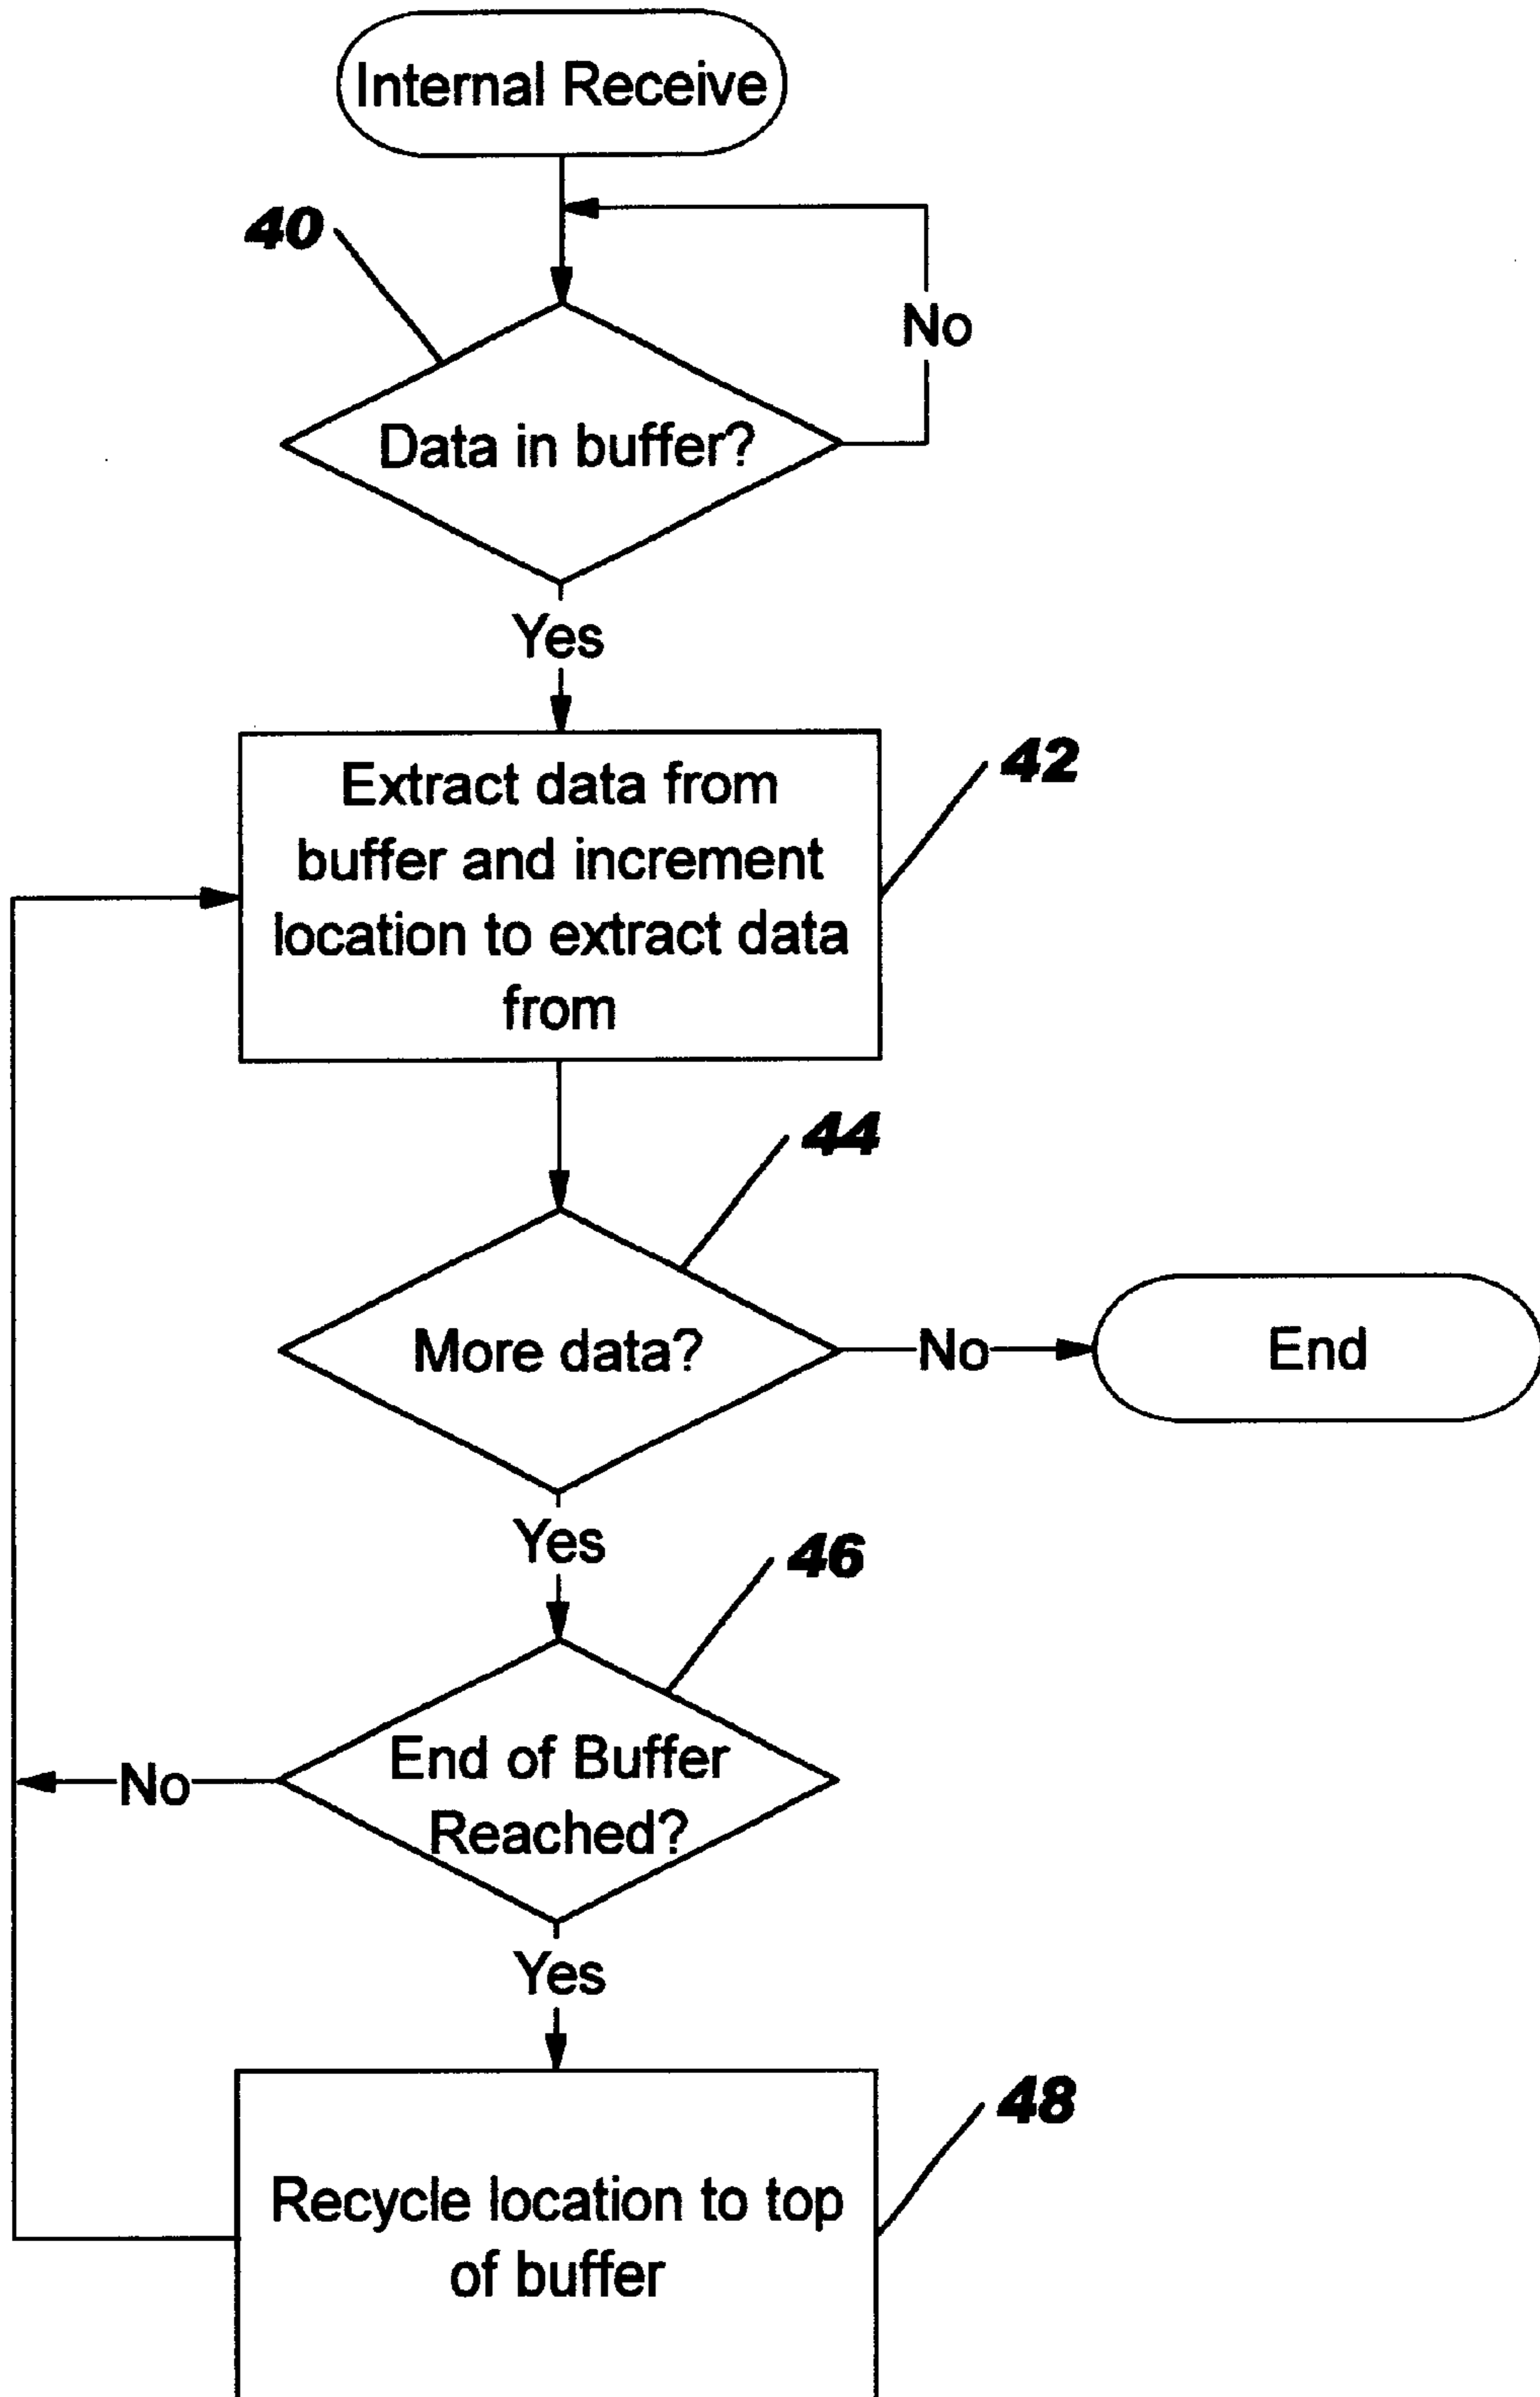 Internal Receive
40
No
Data in buffer?
Yes
42
Extract data from
buffer and increment
location to extract data
from
44
More data?
No
End
Yes
46
End of Buffer
Reached?
No
Yes
48
Recycle location to top
of buffer